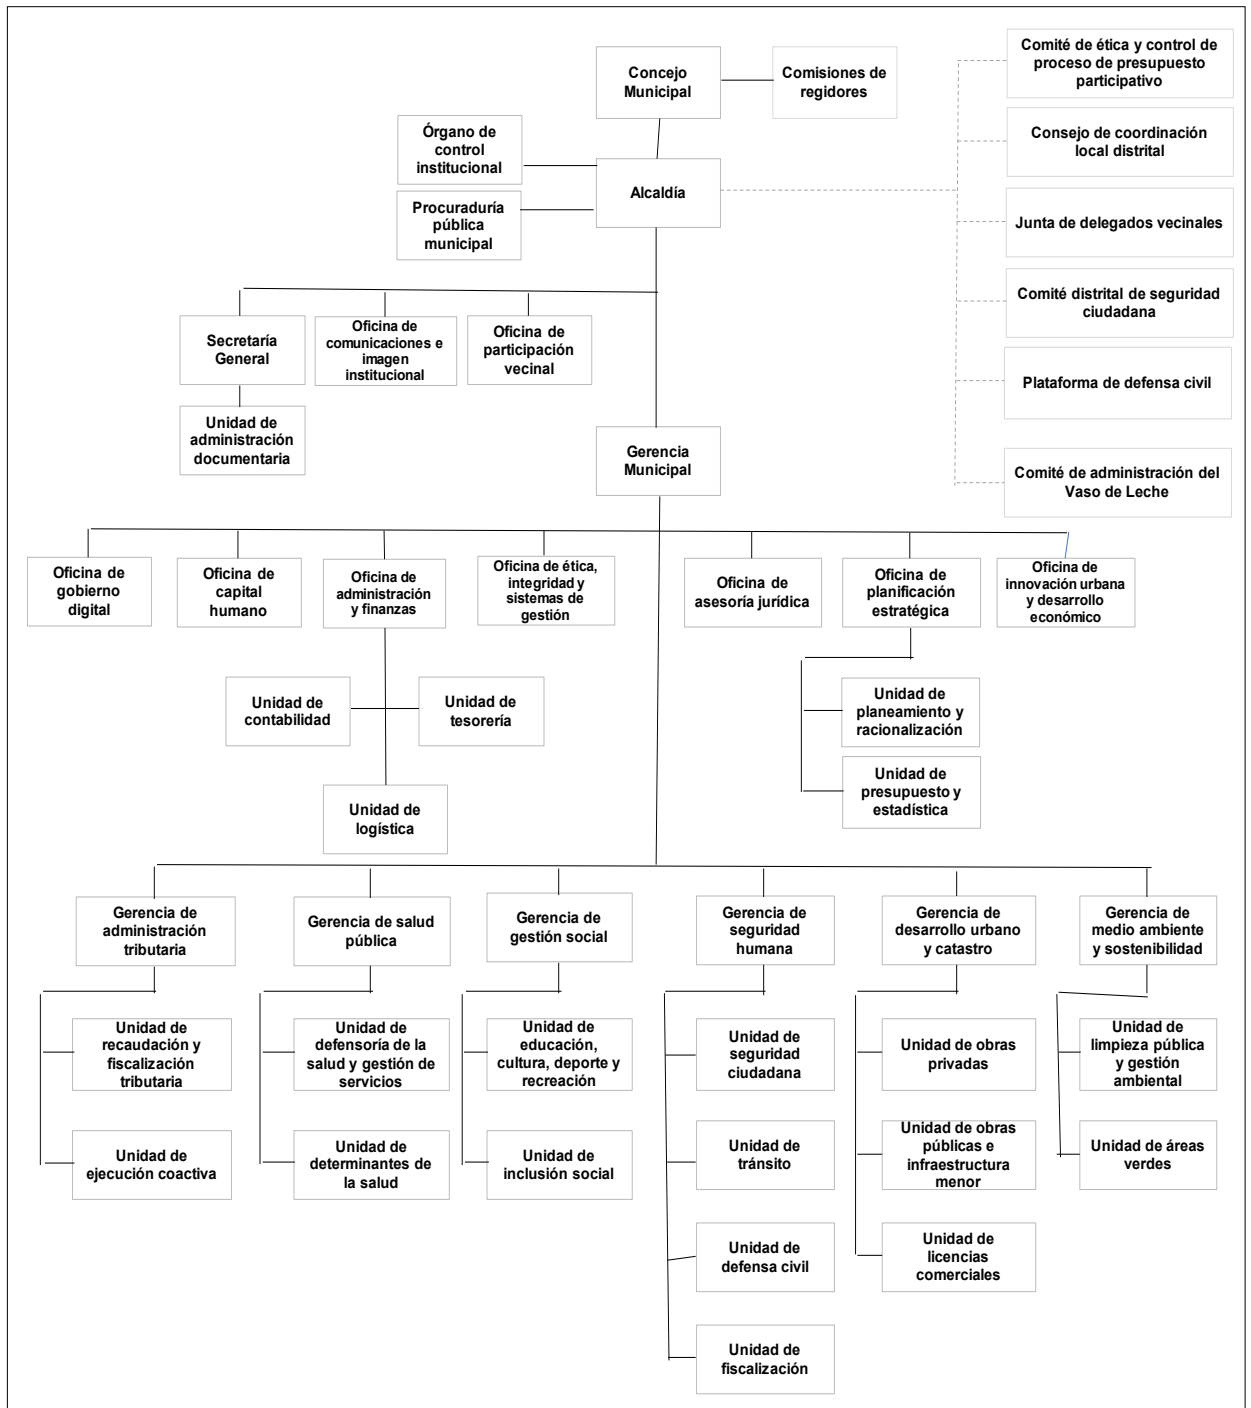 Concejo
Municipal
Comisiones de
regidores
Comité de ética y control de
proceso de presupuesto
participativo
Órgano de
control
institucional
Consejo de coordinación
local distrital
Alcaldía
Procuraduría
pública
municipal
Junta de delegados vecinales
Comité distrital de seguridad
ciudadana
Secretaría
General
Oficina de
comunicaciones e
imagen
institucional
Oficina de
participación
vecinal
Plataforma de defensa civil
Unidad de
administración
documentaria
Gerencia
Municipal
Comité de administración del
Vaso de Leche
Oficina de
gobierno
digital
Oficina de
capital
humano
Oficina de
administración
y finanzas
Oficina de ética,
integridad y
sistemas de
gestión
Oficina de
asesoría jurídica
Oficina de
planificación
estratégica
Oficina de
innovación urbana
y desarrollo
económico
Unidad de
contabilidad
Unidad de
tesorería
Unidad de
planeamiento y
racionalización
Unidad de
logística
Unidad de
presupuesto y
estadística
Gerencia de
administración
tributaria
Gerencia de salud
pública
Gerencia de
gestión social
Gerencia de
seguridad
humana
Gerencia de
desarrollo urbano
y catastro
Gerencia de
medio ambiente
y sostenibilidad
Unidad de
recaudación y
fiscalización
tributaria
Unidad de
defensoría de la
salud y gestión de
servicios
Unidad de
educación,
cultura, deporte y
recreación
Unidad de
seguridad
ciudadana
Unidad de obras
privadas
Unidad de
limpieza pública
y gestión
ambiental
Unidad de
ejecución coactiva
Unidad de
determinantes de
la salud
Unidad de
inclusión social
Unidad de
tránsito
Unidad de obras
públicas e
infraestructura
menor
Unidad de áreas
verdes
Unidad de
defensa civil
Unidad de
licencias
comerciales
Unidad de
fiscalización